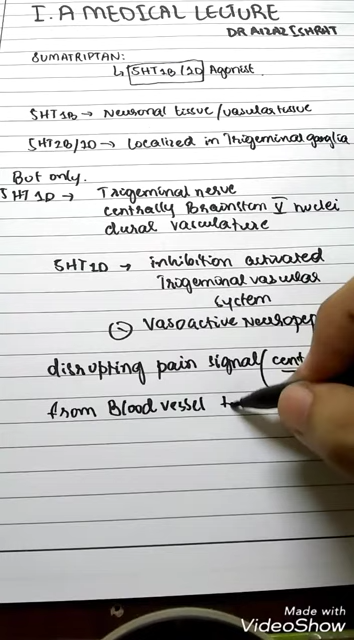 I. A MEDICAL LECTURE
DR AIZAZ ISHRAT
SUMATRIPTAN:
↳ 5HT1B/1D Agonist.
5HT1B → Neuronal tissue/vascular tissue
5HT2B/1D → Localized in Trigeminal ganglia
But only.
5HT1D → Trigeminal nerve
centrally Brainstem V nuclei
dural vasculature
5HT1D → inhibition activated
Trigeminal vascular
system
⊖ Vasoactive Neurope
disrupting pain signal (cent
from Blood vessel
Made with
VideoShow